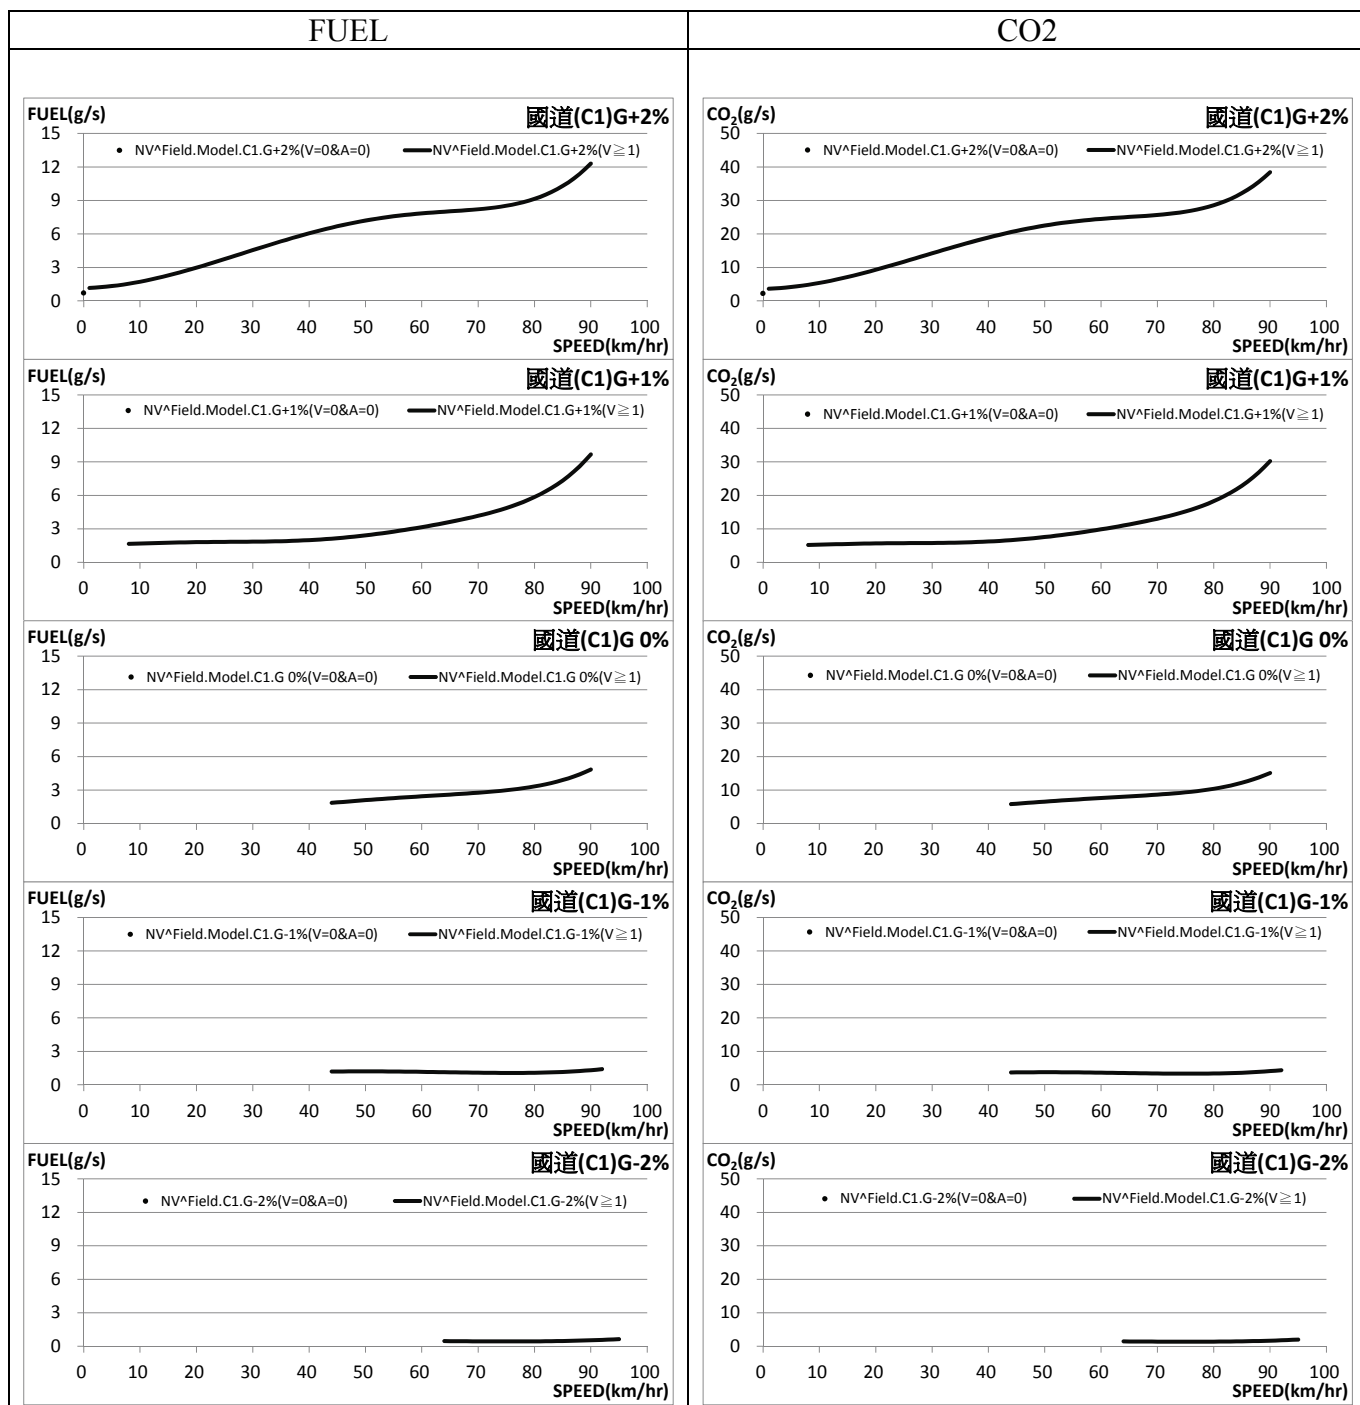 FUEL
CO2
FUEL(g/s)
國道(C1)G+2%
NV^Field.Model.C1.G+2%(V=0&A=0)
NV^Field.Model.C1.G+2%(V≧1)
15
12
9
6
3
0
0 10 20 30 40 50 60 70 80 90 100
SPEED(km/hr)
CO₂(g/s)
國道(C1)G+2%
NV^Field.Model.C1.G+2%(V=0&A=0)
NV^Field.Model.C1.G+2%(V≧1)
50
40
30
20
10
0
0 10 20 30 40 50 60 70 80 90 100
SPEED(km/hr)
FUEL(g/s)
國道(C1)G+1%
NV^Field.Model.C1.G+1%(V=0&A=0)
NV^Field.Model.C1.G+1%(V≧1)
15
12
9
6
3
0
0 10 20 30 40 50 60 70 80 90 100
SPEED(km/hr)
CO₂(g/s)
國道(C1)G+1%
NV^Field.Model.C1.G+1%(V=0&A=0)
NV^Field.Model.C1.G+1%(V≧1)
50
40
30
20
10
0
0 10 20 30 40 50 60 70 80 90 100
SPEED(km/hr)
FUEL(g/s)
國道(C1)G 0%
NV^Field.Model.C1.G 0%(V=0&A=0)
NV^Field.Model.C1.G 0%(V≧1)
15
12
9
6
3
0
0 10 20 30 40 50 60 70 80 90 100
SPEED(km/hr)
CO₂(g/s)
國道(C1)G 0%
NV^Field.Model.C1.G 0%(V=0&A=0)
NV^Field.Model.C1.G 0%(V≧1)
50
40
30
20
10
0
0 10 20 30 40 50 60 70 80 90 100
SPEED(km/hr)
FUEL(g/s)
國道(C1)G-1%
NV^Field.Model.C1.G-1%(V=0&A=0)
NV^Field.Model.C1.G-1%(V≧1)
15
12
9
6
3
0
0 10 20 30 40 50 60 70 80 90 100
SPEED(km/hr)
CO₂(g/s)
國道(C1)G-1%
NV^Field.Model.C1.G-1%(V=0&A=0)
NV^Field.Model.C1.G-1%(V≧1)
50
40
30
20
10
0
0 10 20 30 40 50 60 70 80 90 100
SPEED(km/hr)
FUEL(g/s)
國道(C1)G-2%
NV^Field.C1.G-2%(V=0&A=0)
NV^Field.Model.C1.G-2%(V≧1)
15
12
9
6
3
0
0 10 20 30 40 50 60 70 80 90 100
SPEED(km/hr)
CO₂(g/s)
國道(C1)G-2%
NV^Field.C1.G-2%(V=0&A=0)
NV^Field.Model.C1.G-2%(V≧1)
50
40
30
20
10
0
0 10 20 30 40 50 60 70 80 90 100
SPEED(km/hr)